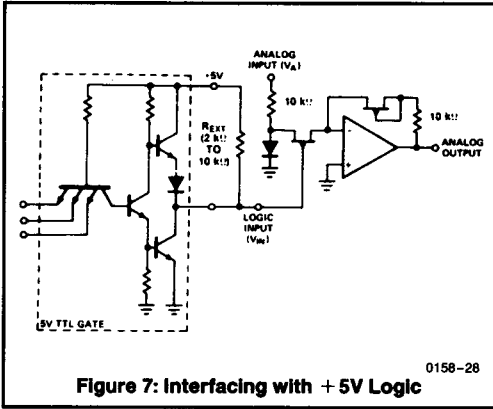 ANALOG
INPUT (VA)
+5V
10 kΩ
REXT
(2 kΩ
TO
10 kΩ)
10 kΩ
-
+
ANALOG
OUTPUT
LOGIC
INPUT
5V TTL GATE
0158-28
Figure 7: Interfacing with +5V Logic